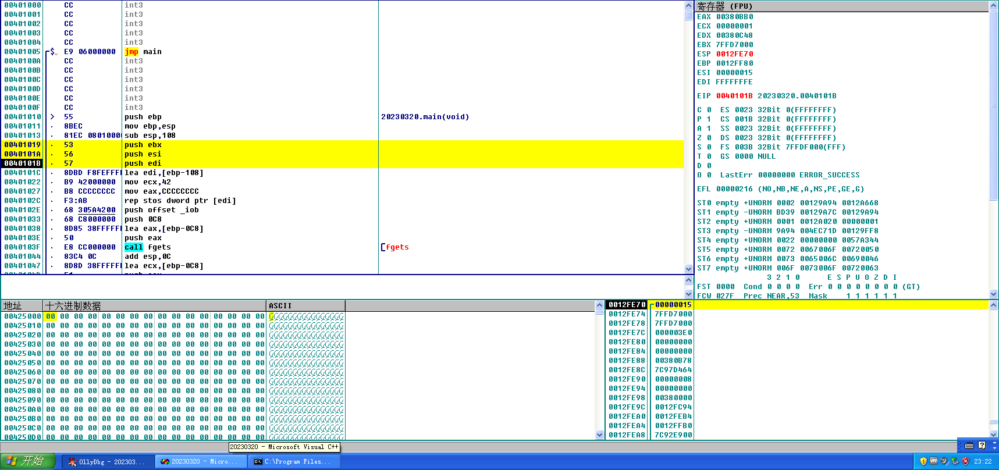 00401000 CC int3
00401001 CC int3
00401002 CC int3
00401003 CC int3
00401004 CC int3
00401005 $ E9 06000000 jmp main
0040100A CC int3
0040100B CC int3
0040100C CC int3
0040100D CC int3
0040100E CC int3
0040100F CC int3
00401010 > 55 push ebp 20230320.main(void)
00401011 . 8BEC mov ebp,esp
00401013 . 81EC 0801000 sub esp,108
00401019 . 53 push ebx
0040101A . 56 push esi
0040101B . 57 push edi
0040101C . 8DBD F8FEFFF lea edi,[ebp-108]
00401022 . B9 42000000 mov ecx,42
00401027 . B8 CCCCCCCC mov eax,CCCCCCCC
0040102C . F3:AB rep stos dword ptr [edi]
0040102E . 68 305A4200 push offset _iob
00401033 . 68 C8000000 push 0C8
00401038 . 8D85 38FFFFF lea eax,[ebp-0C8]
0040103E . 50 push eax
0040103F . E8 CC000000 call fgets [fgets
00401044 . 83C4 0C add esp,0C
00401047 . 8D8D 38FFFFF lea ecx,[ebp-0C8]
寄存器 (FPU)
EAX 00380BB0
ECX 00000001
EDX 00380C48
EBX 7FFD7000
ESP 0012FE70
EBP 0012FF80
ESI 00000015
EDI FFFFFFFE
EIP 0040101B 20230320.0040101B
C 0 ES 0023 32Bit 0(FFFFFFFF)
P 1 CS 001B 32Bit 0(FFFFFFFF)
A 1 SS 0023 32Bit 0(FFFFFFFF)
Z 0 DS 0023 32Bit 0(FFFFFFFF)
S 0 FS 003B 32Bit 7FFDF000(FFF)
T 0 GS 0000 NULL
D 0
O 0 LastErr 00000000 ERROR_SUCCESS
EFL 00000216 (NO,NB,NE,A,NS,PE,GE,G)
ST0 empty +UNORM 0002 00129A94 0012A668
ST1 empty -UNORM BD39 00129A7C 00129A94
ST2 empty +UNORM 0001 0012A020 00000001
ST3 empty -UNORM 9A94 004EC71D 00129FF8
ST4 empty +UNORM 0022 00000000 0057A344
ST5 empty +UNORM 0072 0067006F 00720050
ST6 empty +UNORM 0073 0065006C 00690046
ST7 empty +UNORM 006F 0073006F 00720063
3 2 1 0 E S P U O Z D I
FST 0000 Cond 0 0 0 0 Err 0 0 0 0 0 0 0 0 (GT)
FCW 027F Prec NEAR,53 Mask 1 1 1 1 1 1
地址 十六进制数据 ASCII
00425000 00 00 00 00 00 00 00 00 00 00 00 00 00 00 00 00
00425010 00 00 00 00 00 00 00 00 00 00 00 00 00 00 00 00
00425020 00 00 00 00 00 00 00 00 00 00 00 00 00 00 00 00
00425030 00 00 00 00 00 00 00 00 00 00 00 00 00 00 00 00
00425040 00 00 00 00 00 00 00 00 00 00 00 00 00 00 00 00
00425050 00 00 00 00 00 00 00 00 00 00 00 00 00 00 00 00
00425060 00 00 00 00 00 00 00 00 00 00 00 00 00 00 00 00
00425070 00 00 00 00 00 00 00 00 00 00 00 00 00 00 00 00
00425080 00 00 00 00 00 00 00 00 00 00 00 00 00 00 00 00
00425090 00 00 00 00 00 00 00 00 00 00 00 00 00 00 00 00
004250A0 00 00 00 00 00 00 00 00 00 00 00 00 00 00 00 00
004250B0 00 00 00 00 00 00 00 00 00 00 00 00 00 00 00 00
004250C0 00 00 00 00 00 00 00 00 00 00 00 00 00 00 00 00
004250D0 00 00 00 00 00 00 00 00 00 00 00 00 00 00 00 00
0012FE70 00000015
0012FE74 7FFD7000
0012FE78 7FFD7000
0012FE7C 000003E0
0012FE80 00000000
0012FE84 00000000
0012FE88 00380B78
0012FE8C 7C97D464
0012FE90 00000008
0012FE94 00000000
0012FE98 00380000
0012FE9C 0012FC94
0012FEA0 0012FEB4
0012FEA4 0012FFB0
0012FEA8 7C92E900
20230320 - Microsoft Visual C++
开始
OllyDbg - 202303...
20230320 - Micro...
C:\Program Files...
23:22